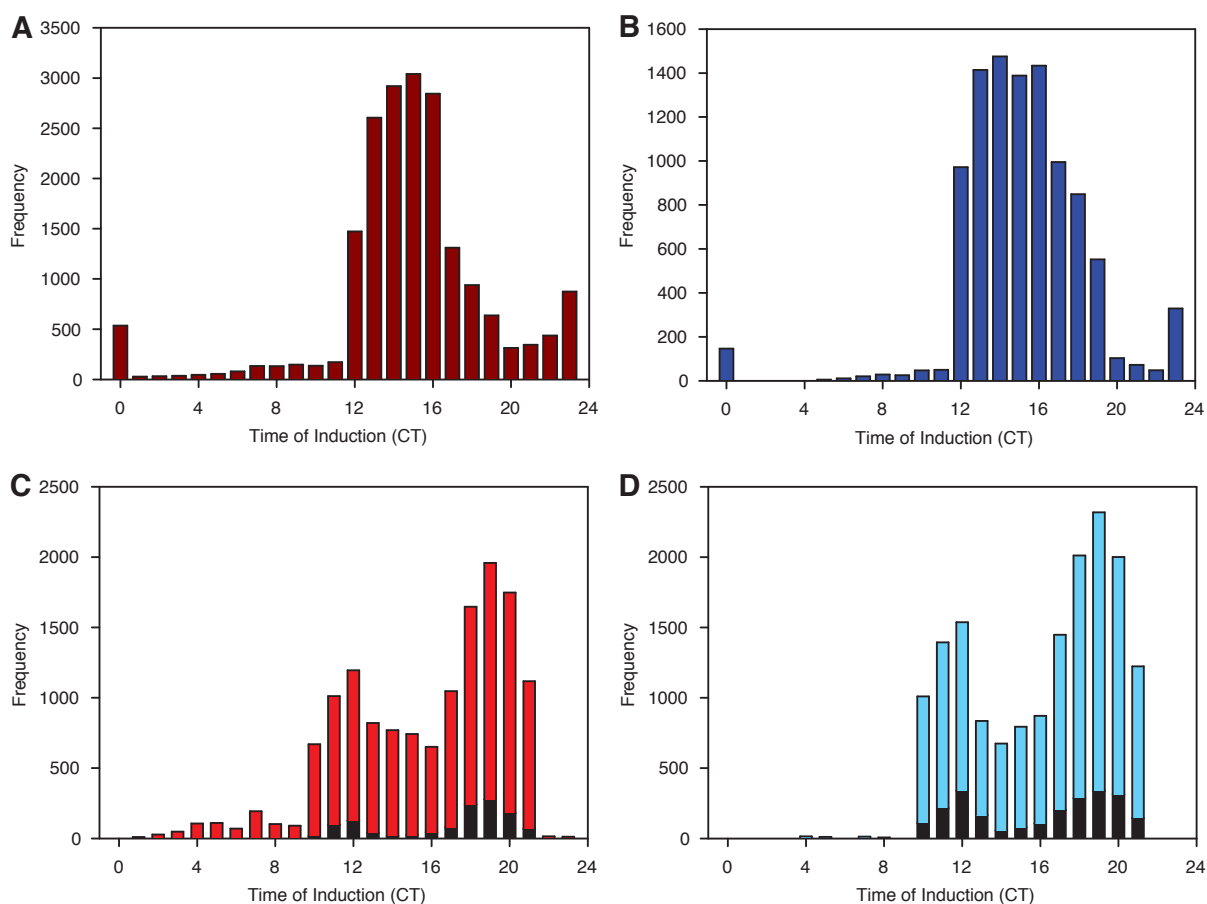 A
3500
3000
2500
2000
1500
1000
500
0
Frequency
0 4 8 12 16 20 24
Time of Induction (CT)
B
1600
1400
1200
1000
800
600
400
200
0
Frequency
0 4 8 12 16 20 24
Time of Induction (CT)
C
2500
2000
1500
1000
500
0
Frequency
0 4 8 12 16 20 24
Time of Induction (CT)
D
2500
2000
1500
1000
500
0
Frequency
0 4 8 12 16 20 24
Time of Induction (CT)